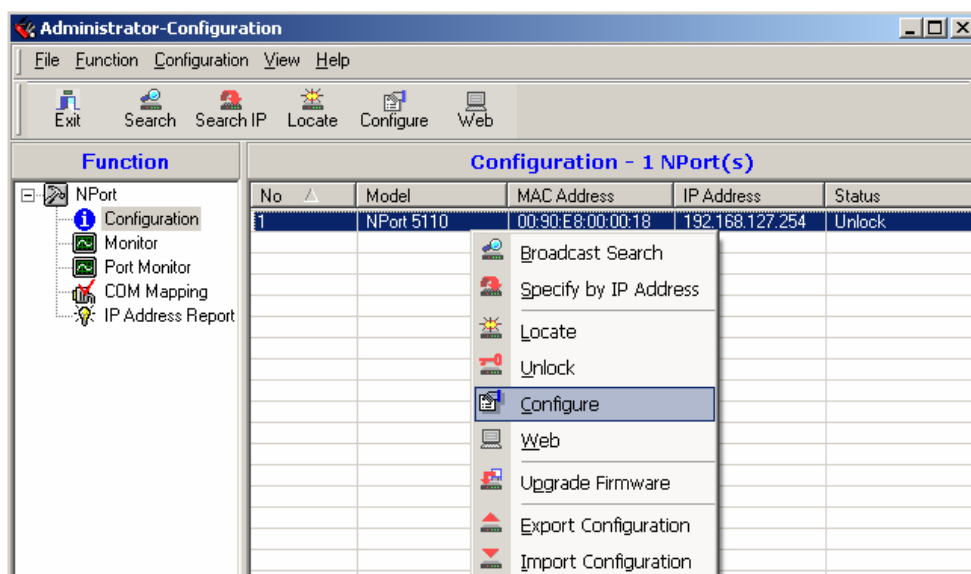 Administrator-Configuration
File Function Configuration View Help
Exit Search Search IP Locate Configure Web
Function
Configuration - 1 NPort(s)
NPort
Configuration
Monitor
Port Monitor
COM Mapping
IP Address Report
No Model MAC Address IP Address Status
1 NPort 5110 00:90:E8:00:00:18 192.168.127.254 Unlock
Broadcast Search
Specify by IP Address
Locate
Unlock
Configure
Web
Upgrade Firmware
Export Configuration
Import Configuration